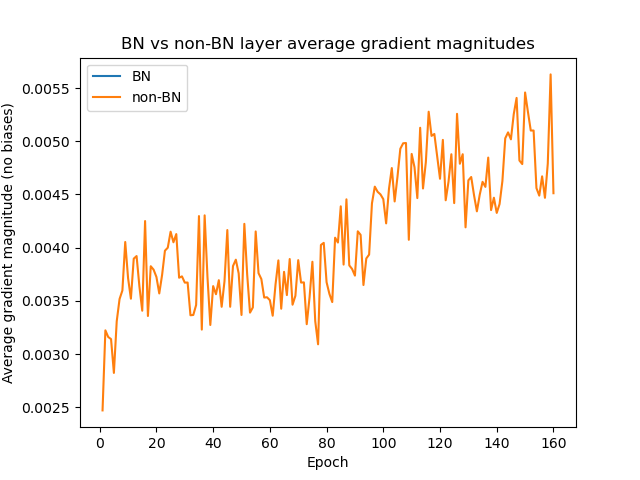 BN vs non-BN layer average gradient magnitudes
BN
non-BN
Average gradient magnitude (no biases)
0.0055
0.0050
0.0045
0.0040
0.0035
0.0030
0.0025
0 20 40 60 80 100 120 140 160
Epoch